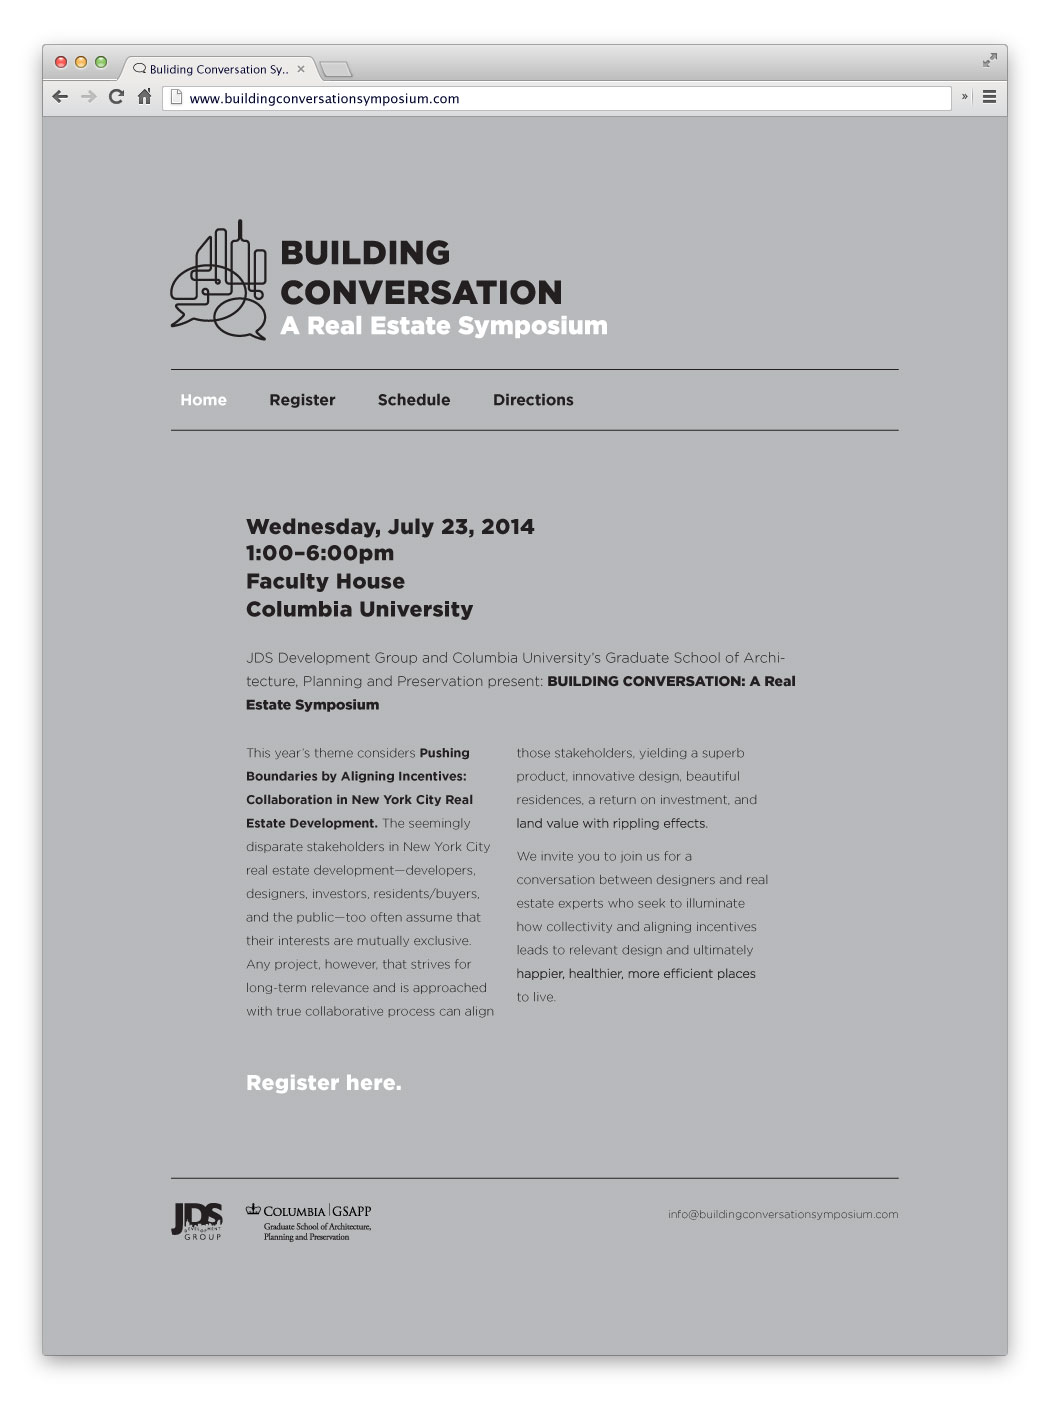 Buliding Conversation Sy..
www.buildingconversationsymposium.com
»
BUILDING
CONVERSATION
A Real Estate Symposium
Home Register Schedule Directions
Wednesday, July 23, 2014
1:00–6:00pm
Faculty House
Columbia University
JDS Development Group and Columbia University's Graduate School of Archi-
tecture, Planning and Preservation present: BUILDING CONVERSATION: A Real
Estate Symposium
This year's theme considers Pushing
Boundaries by Aligning Incentives:
Collaboration in New York City Real
Estate Development. The seemingly
disparate stakeholders in New York City
real estate development—developers,
designers, investors, residents/buyers,
and the public—too often assume that
their interests are mutually exclusive.
Any project, however, that strives for
long-term relevance and is approached
with true collaborative process can align
those stakeholders, yielding a superb
product, innovative design, beautiful
residences, a return on investment, and
land value with rippling effects.
We invite you to join us for a
conversation between designers and real
estate experts who seek to illuminate
how collectivity and aligning incentives
leads to relevant design and ultimately
happier, healthier, more efficient places
to live.
Register here.
JDS
DEVELOPMENT
GROUP
COLUMBIA | GSAPP
Graduate School of Architecture,
Planning and Preservation
info@buildingconversationsymposium.com